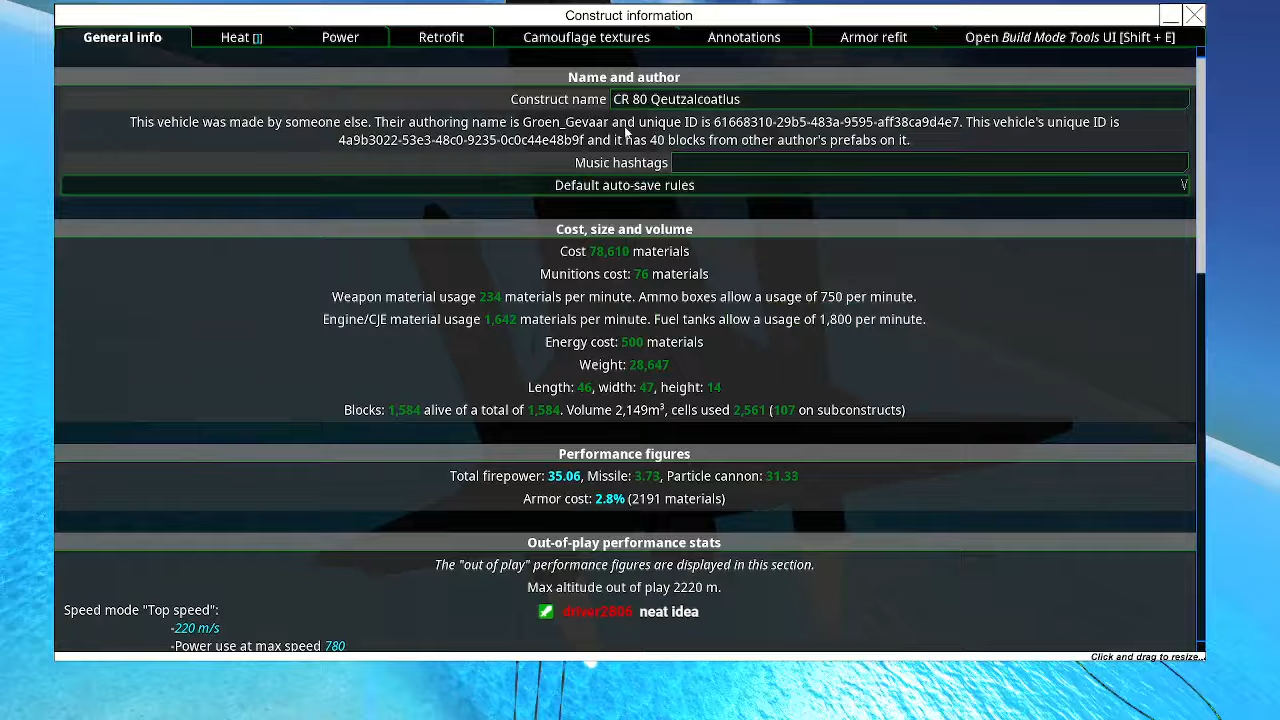 Construct information
General info
Heat []
Power
Retrofit
Camouflage textures
Annotations
Armor refit
Open Build Mode Tools UI [Shift + E]
Name and author
Construct name CR 80 Qeutzalcoatlus
This vehicle was made by someone else. Their authoring name is Groen_Gevaar and unique ID is 61668310-29b5-483a-9595-aff38ca9d4e7. This vehicle's unique ID is
4a9b3022-53e3-48c0-9235-0c0c44e48b9f and it has 40 blocks from other author's prefabs on it.
Music hashtags
Default auto-save rules
Cost, size and volume
Cost 78,610 materials
Munitions cost: 76 materials
Weapon material usage 234 materials per minute. Ammo boxes allow a usage of 750 per minute.
Engine/CJE material usage 1,642 materials per minute. Fuel tanks allow a usage of 1,800 per minute.
Energy cost: 500 materials
Weight: 28,647
Length: 46, width: 47, height: 14
Blocks: 1,584 alive of a total of 1,584. Volume 2,149m³, cells used 2,561 (107 on subconstructs)
Performance figures
Total firepower: 35.06, Missile: 3.73, Particle cannon: 31.33
Armor cost: 2.8% (2191 materials)
Out-of-play performance stats
The "out of play" performance figures are displayed in this section.
Max altitude out of play 2220 m.
Speed mode "Top speed":
driver2806 neat idea
-220 m/s
-Power use at max speed 780
Click and drag to resize...